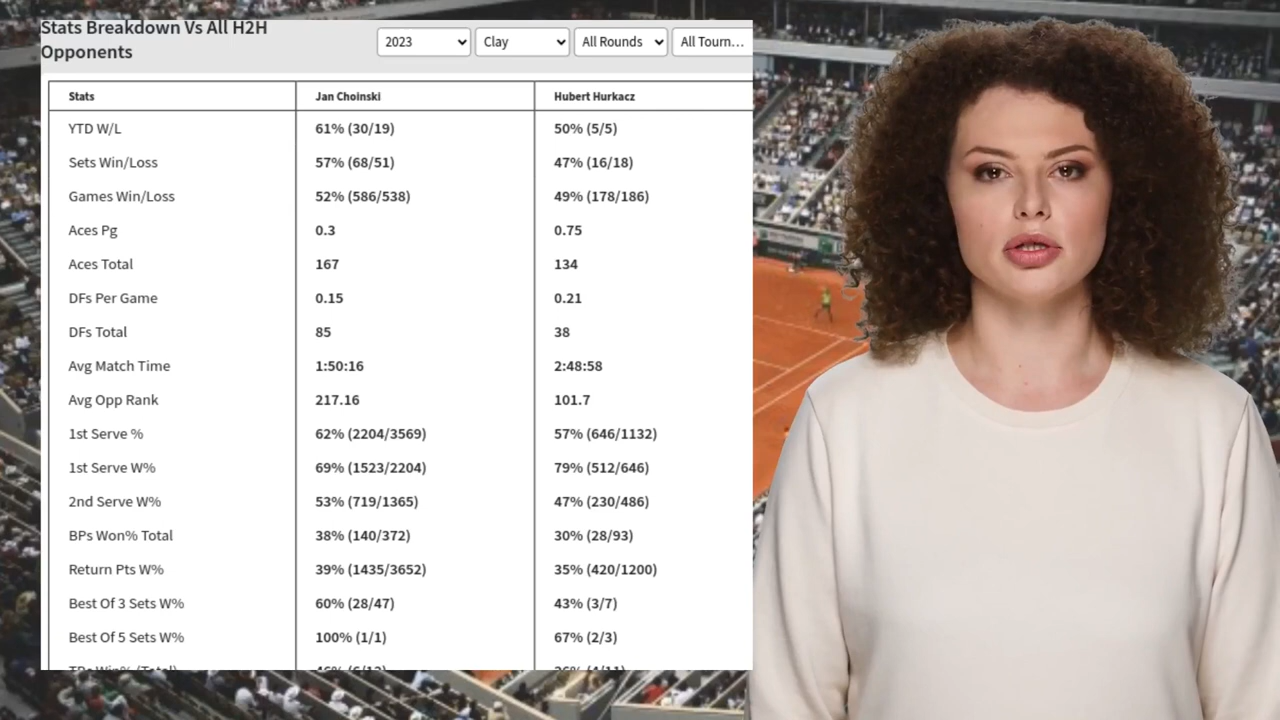 Stats Breakdown Vs All H2H
Opponents
2023 Clay All Rounds All Tourn...
Stats Jan Choinski Hubert Hurkacz
YTD W/L 61% (30/19) 50% (5/5)
Sets Win/Loss 57% (68/51) 47% (16/18)
Games Win/Loss 52% (586/538) 49% (178/186)
Aces Pg 0.3 0.75
Aces Total 167 134
DFs Per Game 0.15 0.21
DFs Total 85 38
Avg Match Time 1:50:16 2:48:58
Avg Opp Rank 217.16 101.7
1st Serve % 62% (2204/3569) 57% (646/1132)
1st Serve W% 69% (1523/2204) 79% (512/646)
2nd Serve W% 53% (719/1365) 47% (230/486)
BPs Won% Total 38% (140/372) 30% (28/93)
Return Pts W% 39% (1435/3652) 35% (420/1200)
Best Of 3 Sets W% 60% (28/47) 43% (3/7)
Best Of 5 Sets W% 100% (1/1) 67% (2/3)